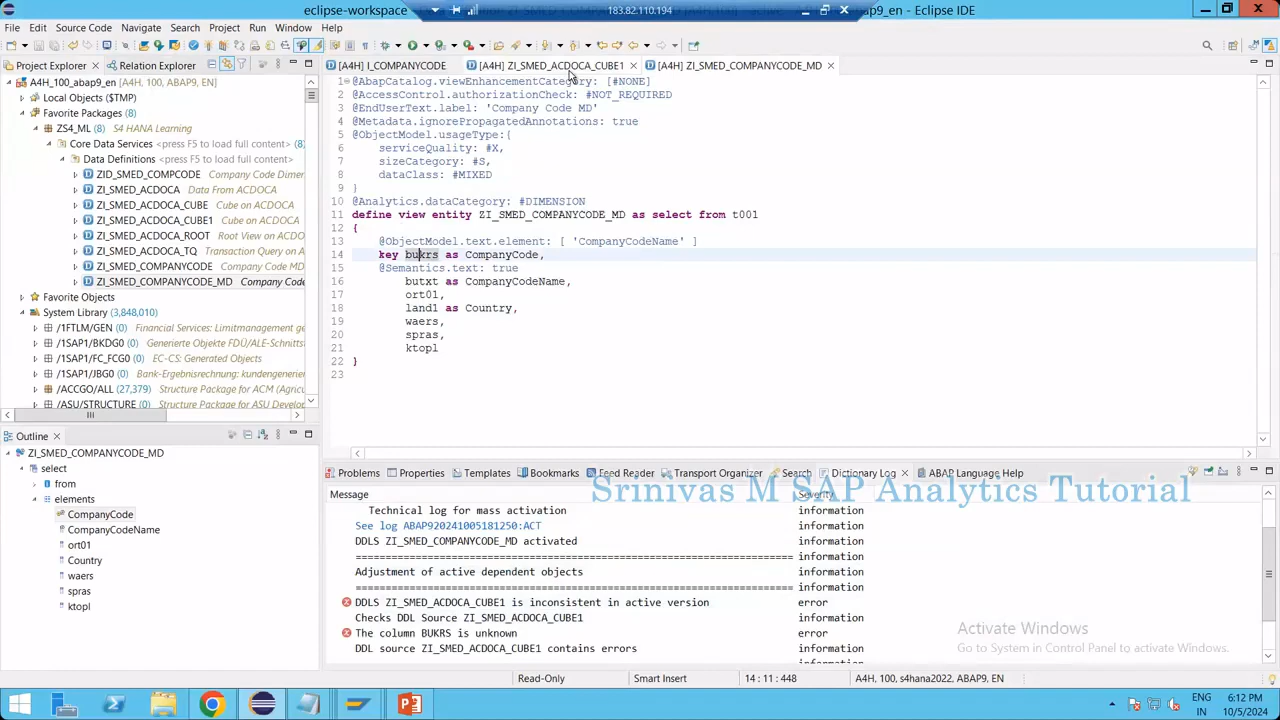 eclipse-workspace
183.82.110.194
abap9_en - Eclipse IDE
File Edit Source Code Navigate Search Project Run Window Help
Project Explorer
Relation Explorer
A4H_100_abap9_en [A4H, 100, ABAP9, EN]
Local Objects ($TMP)
Favorite Packages (8)
ZS4_ML (8) S4 HANA Learning
Core Data Services <press F5 to load full content> (8)
Data Definitions <press F5 to load full content>
ZID_SMED_COMPCODE Company Code Dimen
ZI_SMED_ACDOCA Data From ACDOCA
ZI_SMED_ACDOCA_CUBE Cube on ACDOCA
ZI_SMED_ACDOCA_CUBE1 Cube on ACDOCA
ZI_SMED_ACDOCA_ROOT Root View on ACDOC
ZI_SMED_ACDOCA_TQ Transaction Query on A
ZI_SMED_COMPANYCODE Company Code MD
ZI_SMED_COMPANYCODE_MD Company Code
Favorite Objects
System Library (3,848,010)
/1FTLM/GEN (0) Financial Services: Limitmanagement ge
/1SAP1/BKDG0 (0) Generierte Objekte FDÜ/ALE-Schnitts
/1SAP1/FC_FCG0 (0) EC-CS: Generated Objects
/1SAP1/JBG0 (0) Bank-Ergebnisrechnung: kundengenerier
/ACCGO/ALL (27,379) Structure Package for ACM (Agricu
/ASU/STRUCTURE (0) Structure Package for ASU Develop
Outline
ZI_SMED_COMPANYCODE_MD
select
from
elements
CompanyCode
CompanyCodeName
ort01
Country
waers
spras
ktopl
[A4H] I_COMPANYCODE
[A4H] ZI_SMED_ACDOCA_CUBE1
[A4H] ZI_SMED_COMPANYCODE_MD
1 @AbapCatalog.viewEnhancementCategory: [#NONE]
2 @AccessControl.authorizationCheck: #NOT_REQUIRED
3 @EndUserText.label: 'Company Code MD'
4 @Metadata.ignorePropagatedAnnotations: true
5 @ObjectModel.usageType:{
6 serviceQuality: #X,
7 sizeCategory: #S,
8 dataClass: #MIXED
9 }
10 @Analytics.dataCategory: #DIMENSION
11 define view entity ZI_SMED_COMPANYCODE_MD as select from t001
12 {
13 @ObjectModel.text.element: [ 'CompanyCodeName' ]
14 key bukrs as CompanyCode,
15 @Semantics.text: true
16 butxt as CompanyCodeName,
17 ort01,
18 land1 as Country,
19 waers,
20 spras,
21 ktopl
22 }
23
Problems Properties Templates Bookmarks Feed Reader Transport Organizer Search Dictionary Log ABAP Language Help
Srinivas M SAP Analytics Tutorial
Message Severity
Technical log for mass activation information
See log ABAP920241005181250:ACT information
DDLS ZI_SMED_COMPANYCODE_MD activated information
================================================================================= information
Adjustment of active dependent objects information
================================================================================= information
DDLS ZI_SMED_ACDOCA_CUBE1 is inconsistent in active version error
Checks DDL Source ZI_SMED_ACDOCA_CUBE1 information
The column BUKRS is unknown error
DDL source ZI_SMED_ACDOCA_CUBE1 contains errors information
information
Activate Windows
Go to System in Control Panel to activate Windows.
Read-Only Smart Insert 14 : 11 : 448 A4H, 100, s4hana2022, ABAP9, EN
ENG
IN
6:12 PM
10/5/2024